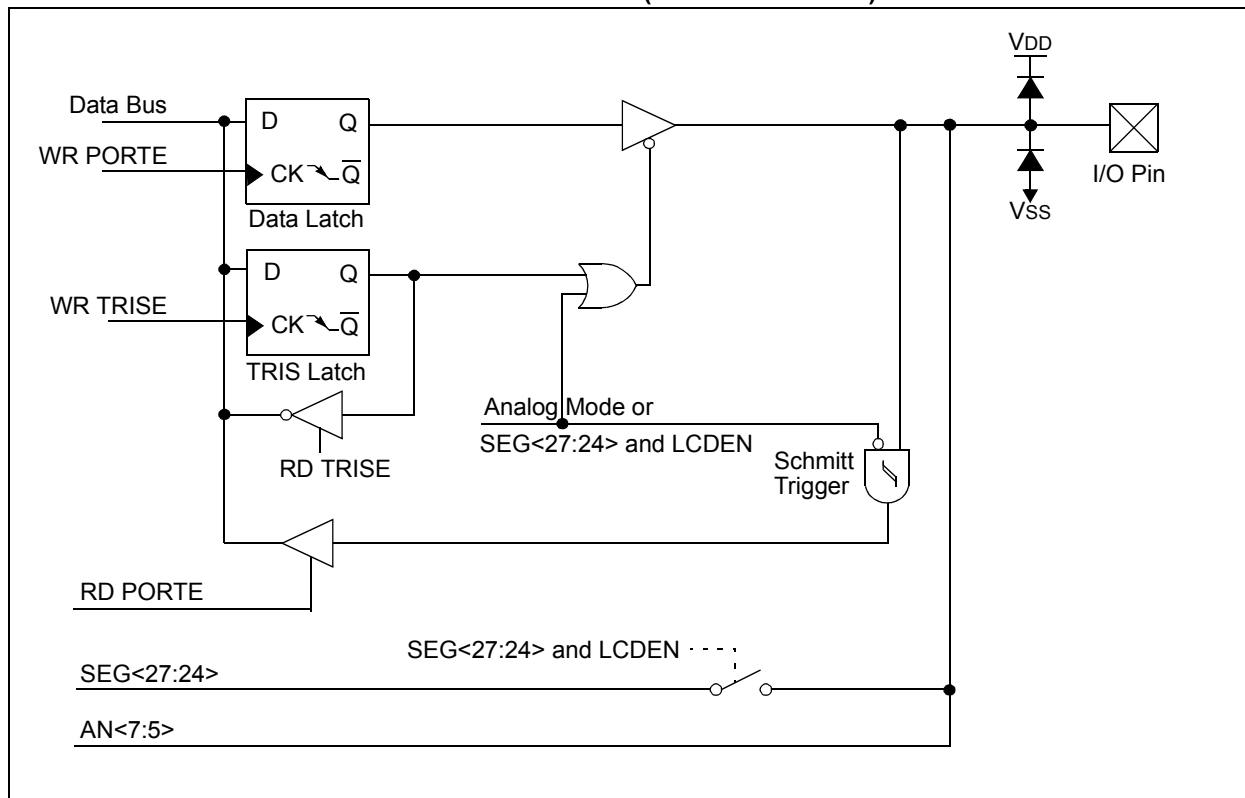 VDD
Data Bus
D Q
WR PORTE
CK Q
I/O Pin
Data Latch
VSS
D Q
WR TRISE
CK Q
TRIS Latch
Analog Mode or
SEG<27:24> and LCDEN
RD TRISE
Schmitt
Trigger
RD PORTE
SEG<27:24> and LCDEN
SEG<27:24>
AN<7:5>